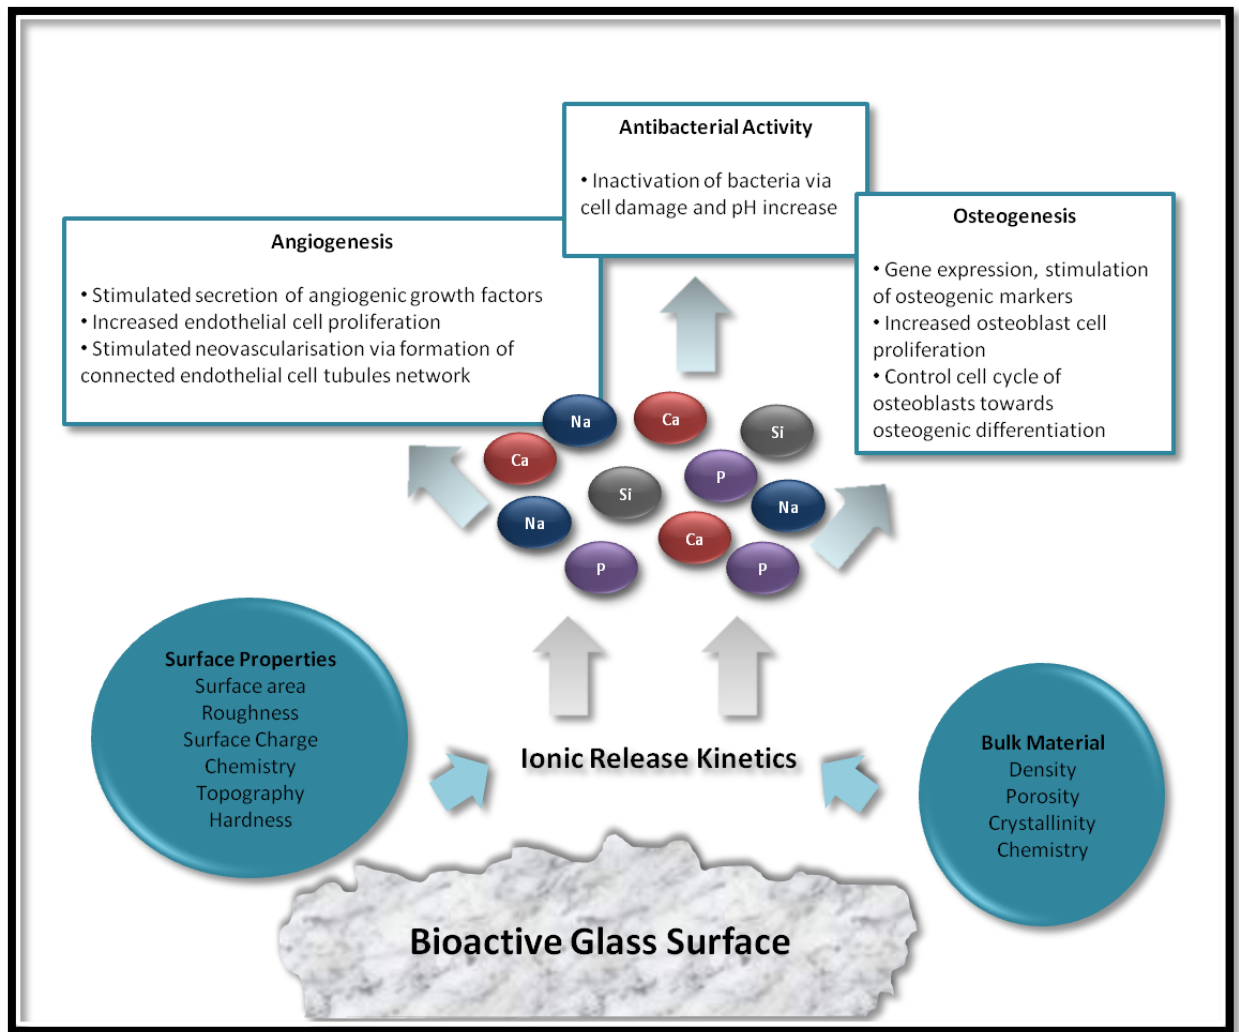 Antibacterial Activity
• Inactivation of bacteria via
cell damage and pH increase
Angiogenesis
• Stimulated secretion of angiogenic growth factors
• Increased endothelial cell proliferation
• Stimulated neovascularisation via formation of
connected endothelial cell tubules network
Osteogenesis
• Gene expression, stimulation
of osteogenic markers
• Increased osteoblast cell
proliferation
• Control cell cycle of
osteoblasts towards
osteogenic differentiation
Na
Ca
Si
Ca
P
Si
Na
Na
Ca
P
P
Surface Properties
Surface area
Roughness
Surface Charge
Chemistry
Topography
Hardness
Ionic Release Kinetics
Bulk Material
Density
Porosity
Crystallinity
Chemistry
Bioactive Glass Surface